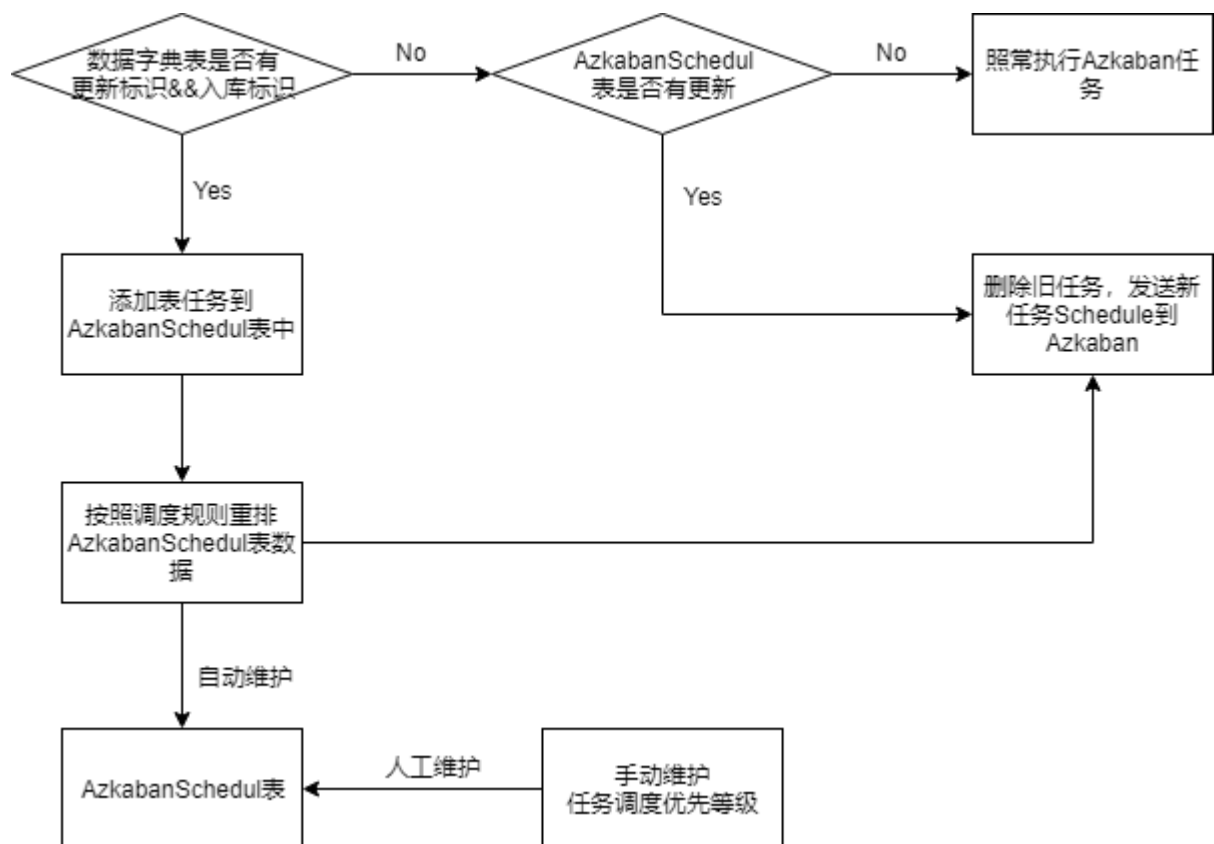 数据字典表是否有
更新标识&&入库标识
No
AzkabanSchedul
表是否有更新
No
照常执行Azkaban任
务
Yes
Yes
添加表任务到
AzkabanSchedul表中
删除旧任务，发送新
任务Schedule到
Azkaban
按照调度规则重排
AzkabanSchedul表数
据
自动维护
AzkabanSchedul表
人工维护
手动维护
任务调度优先等级